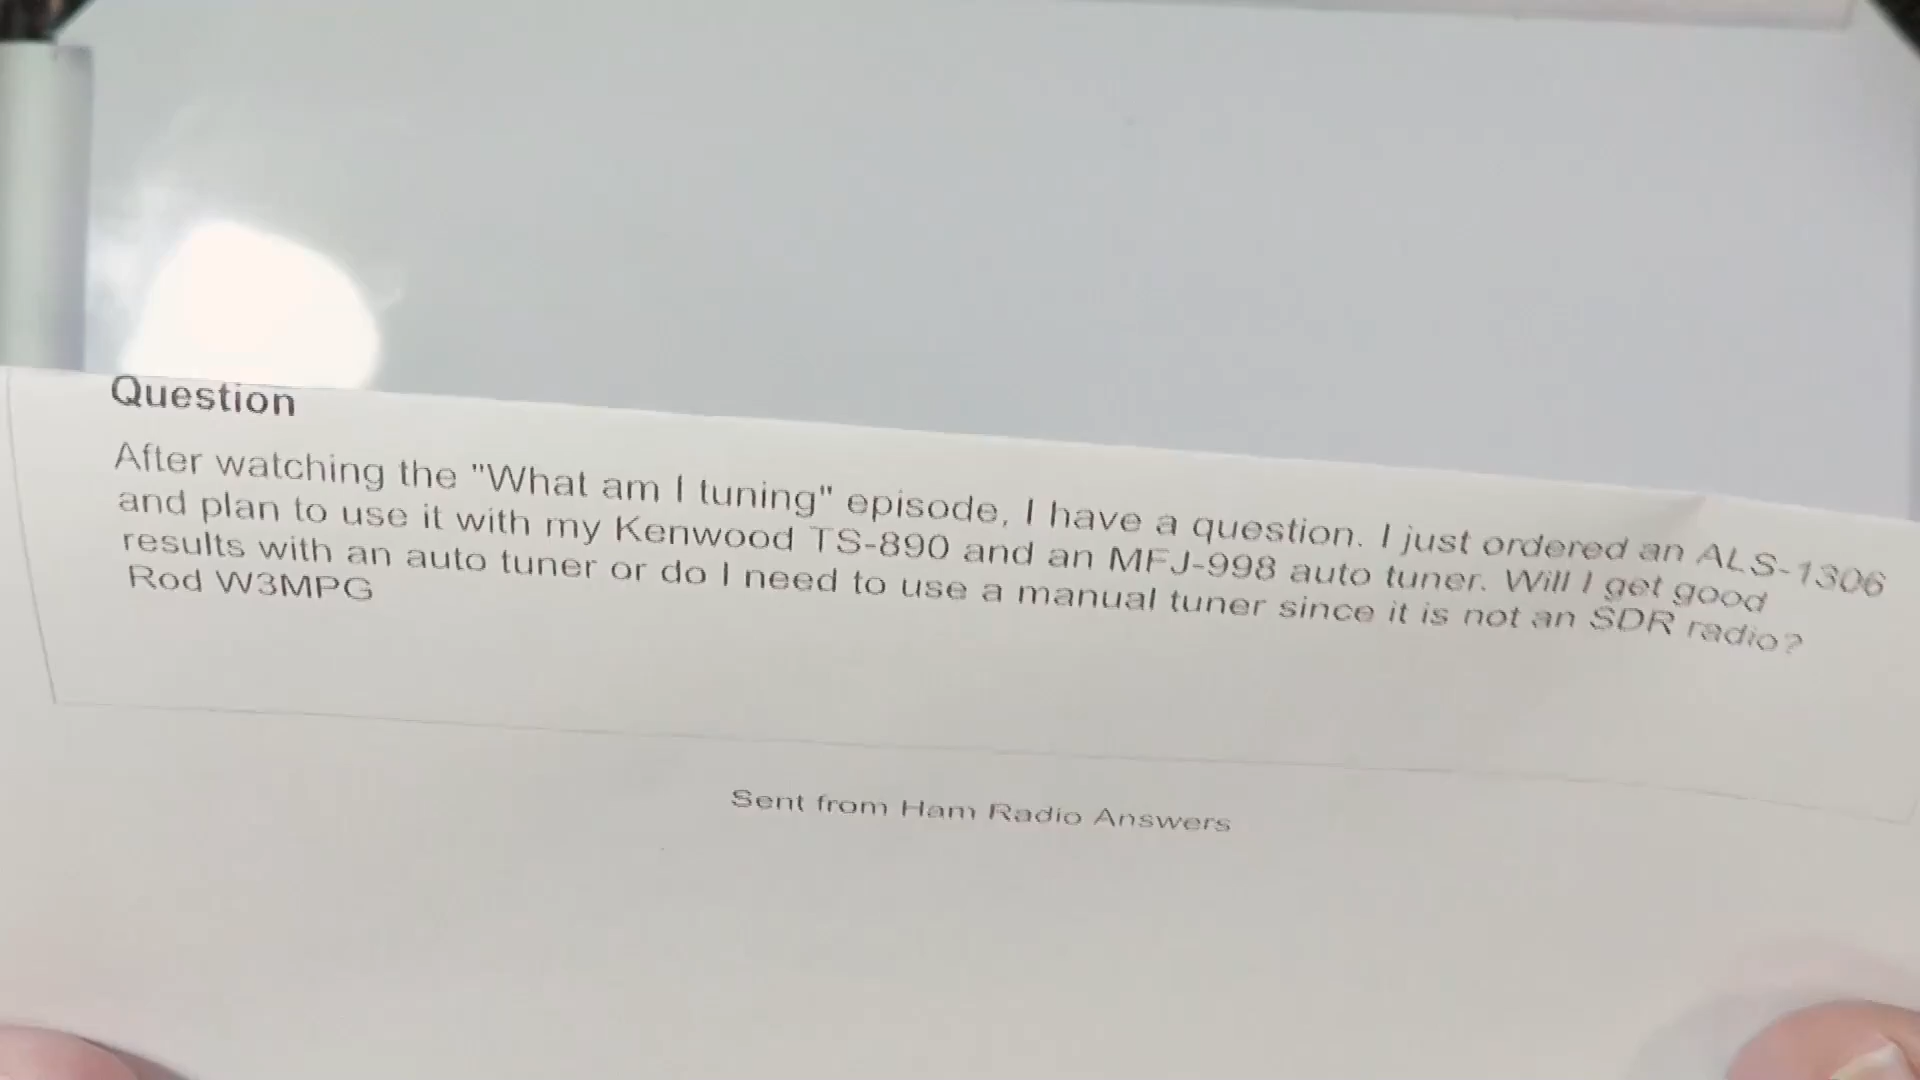 Question
After watching the "What am I tuning" episode, I have a question. I just ordered an ALS-1306
and plan to use it with my Kenwood TS-890 and an MFJ-998 auto tuner. Will I get good
results with an auto tuner or do I need to use a manual tuner since it is not an SDR radio?
Rod W3MPG
Sent from Ham Radio Answers